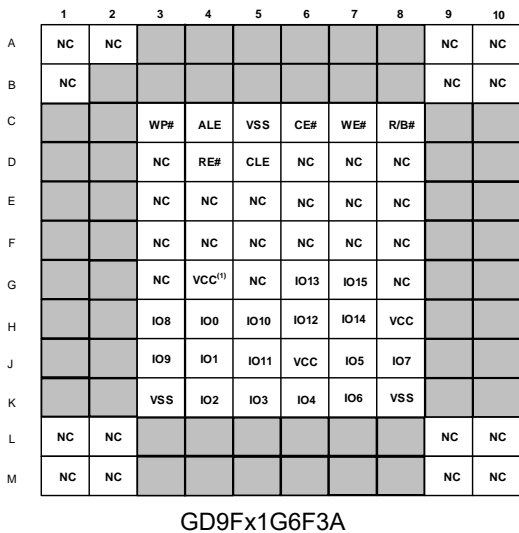 1 2 3 4 5 6 7 8 9 10
A NC NC NC NC
B NC NC NC
C WP# ALE VSS CE# WE# R/B#
D NC RE# CLE NC NC NC
E NC NC NC NC NC NC
F NC NC NC NC NC NC
G NC VCC(1) NC IO13 IO15 NC
H IO8 IO0 IO10 IO12 IO14 VCC
J IO9 IO1 IO11 VCC IO5 IO7
K VSS IO2 IO3 IO4 IO6 VSS
L NC NC NC NC
M NC NC NC NC
GD9Fx1G6F3A